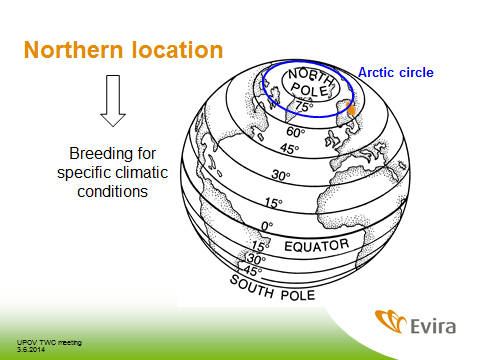 Northern location
Arctic circle
NORTH
POLE
75°
60°
45°
30°
15°
0°
EQUATOR
15°
30°
45°
SOUTH POLE
Breeding for
specific climatic
conditions
Evira
UPOV TWC meeting
3.6.2014